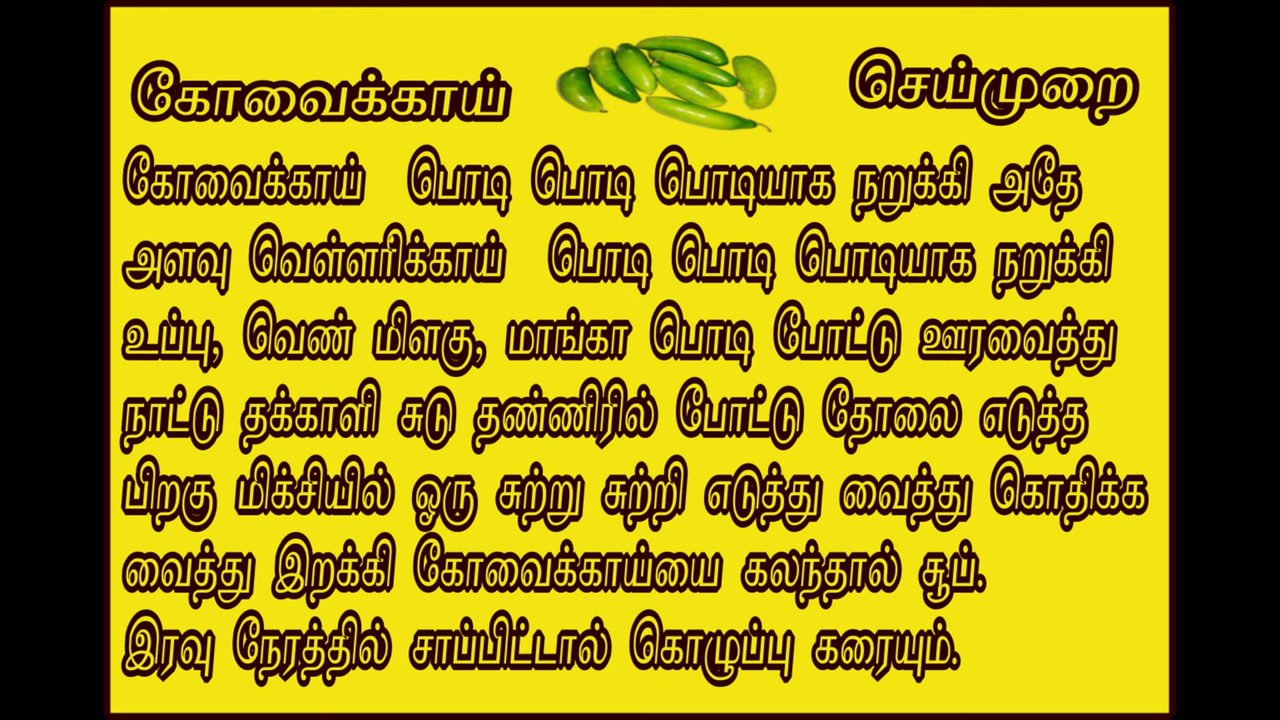 கோவைக்காய் செய்முறை
கோவைக்காய் பொடி பொடி பொடியாக நறுக்கி அதே
அளவு வெள்ளரிக்காய் பொடி பொடி பொடியாக நறுக்கி
உப்பு, வெண் மிளகு, மாங்கா பொடி போட்டு ஊரவைத்து
நாட்டு தக்காளி சுடு தண்ணிரில் போட்டு தோலை எடுத்த
பிறகு மிக்சியில் ஒரு சுற்று சுற்றி எடுத்து வைத்து கொதிக்க
வைத்து இறக்கி கோவைக்காய்யை கலந்தால் சூப்.
இரவு நேரத்தில் சாப்பிட்டால் கொழுப்பு கரையும்.